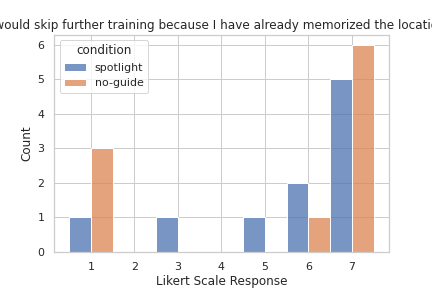 would skip further training because I have already memorized the locati
condition
spotlight
no-guide
Count
6
5
4
3
2
1
0
1 2 3 4 5 6 7
Likert Scale Response